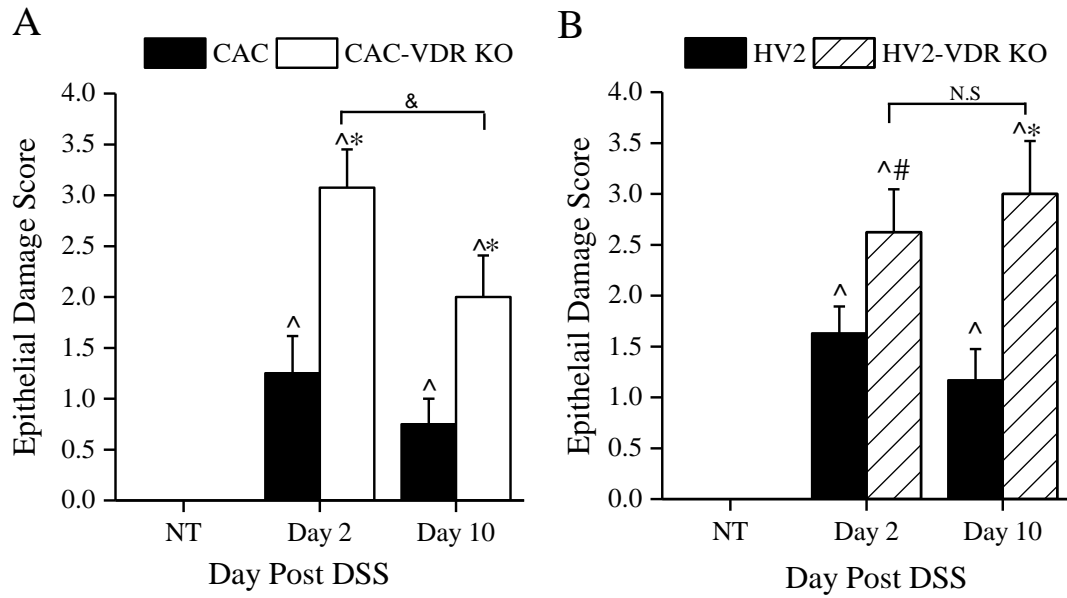 A
CAC CAC-VDR KO
4.0
3.5
3.0
2.5
2.0
1.5
1.0
0.5
0.0
Epithelial Damage Score
&
^*
^*
^
^
NT Day 2 Day 10
Day Post DSS
B
HV2 HV2-VDR KO
4.0
3.5
3.0
2.5
2.0
1.5
1.0
0.5
0.0
Epithelail Damage Score
N.S
^*
^#
^
^
NT Day 2 Day 10
Day Post DSS